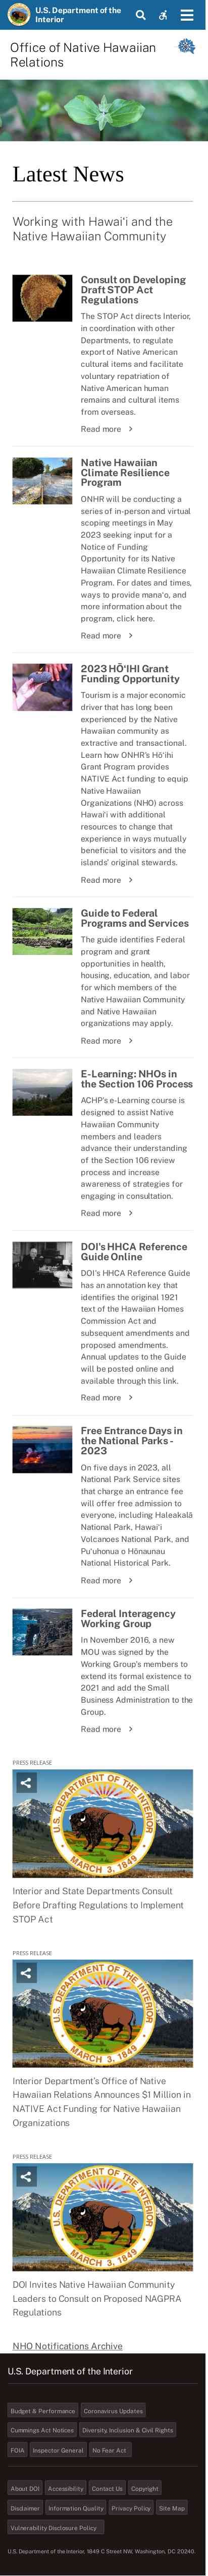 U.S. Department of the
Interior
Office of Native Hawaiian
Relations
Latest News
Working with Hawaiʻi and the
Native Hawaiian Community
Consult on Developing
Draft STOP Act
Regulations
The STOP Act directs Interior,
in coordination with other
Departments, to regulate
export of Native American
cultural items and facilitate
voluntary repatriation of
Native American human
remains and cultural items
from overseas.
Read more
Native Hawaiian
Climate Resilience
Program
ONHR will be conducting a
series of in-person and virtual
scoping meetings in May
2023 seeking input for a
Notice of Funding
Opportunity for its Native
Hawaiian Climate Resilience
Program. For dates and times,
ways to provide manaʻo, and
more information about the
program, click here.
Read more
2023 HŌʻIHI Grant
Funding Opportunity
Tourism is a major economic
driver that has long been
experienced by the Native
Hawaiian community as
extractive and transactional.
Learn how ONHR's Hōʻihi
Grant Program provides
NATIVE Act funding to equip
Native Hawaiian
Organizations (NHO) across
Hawaiʻi with additional
resources to change that
experience in ways mutually
beneficial to visitors and the
islands' original stewards.
Read more
Guide to Federal
Programs and Services
The guide identifies Federal
program and grant
opportunities in health,
housing, education, and labor
for which members of the
Native Hawaiian Community
and Native Hawaiian
organizations may apply.
Read more
E-Learning: NHOs in
the Section 106 Process
ACHP's e-Learning course is
designed to assist Native
Hawaiian Community
members and leaders
advance their understanding
of the Section 106 review
process and increase
awareness of strategies for
engaging in consultation.
Read more
DOI's HHCA Reference
Guide Online
DOI's HHCA Reference Guide
has an annotation key that
identifies the original 1921
text of the Hawaiian Homes
Commission Act and
subsequent amendments and
proposed amendments.
Annual updates to the Guide
will be posted online and
available through this link.
Read more
Free Entrance Days in
the National Parks -
2023
On five days in 2023, all
National Park Service sites
that charge an entrance fee
will offer free admission to
everyone, including Haleakalā
National Park, Hawaiʻi
Volcanoes National Park, and
Puʻuhonua o Hōnaunau
National Historical Park.
Read more
Federal Interagency
Working Group
In November 2016, a new
MOU was signed by the
Working Group's members to
extend its formal existence to
2021 and add the Small
Business Administration to the
Group.
Read more
PRESS RELEASE
U.S. DEPARTMENT OF THE INTERIOR
MARCH 3, 1849
Interior and State Departments Consult
Before Drafting Regulations to Implement
STOP Act
PRESS RELEASE
U.S. DEPARTMENT OF THE INTERIOR
MARCH 3, 1849
Interior Department's Office of Native
Hawaiian Relations Announces $1 Million in
NATIVE Act Funding for Native Hawaiian
Organizations
PRESS RELEASE
U.S. DEPARTMENT OF THE INTERIOR
MARCH 3, 1849
DOI Invites Native Hawaiian Community
Leaders to Consult on Proposed NAGPRA
Regulations
NHO Notifications Archive
U.S. Department of the Interior
Budget & Performance Coronavirus Updates
Cummings Act Notices Diversity, Inclusion & Civil Rights
FOIA Inspector General No Fear Act
About DOI Accessibility Contact Us Copyright
Disclaimer Information Quality Privacy Policy Site Map
Vulnerability Disclosure Policy
U.S. Department of the Interior, 1849 C Street NW, Washington, DC 20240.